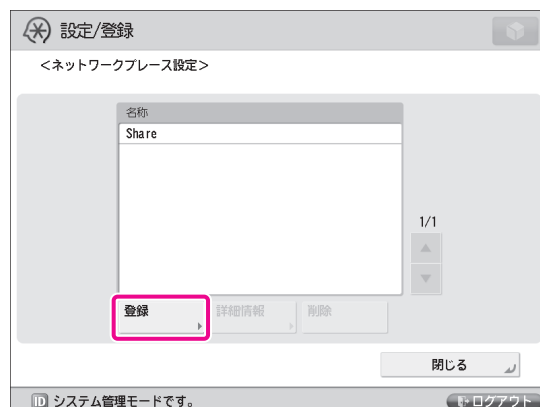 設定/登録
<ネットワークプレース設定>
名称
Share
1/1
登録
詳細情報
削除
閉じる
ID システム管理モードです。
ログアウト